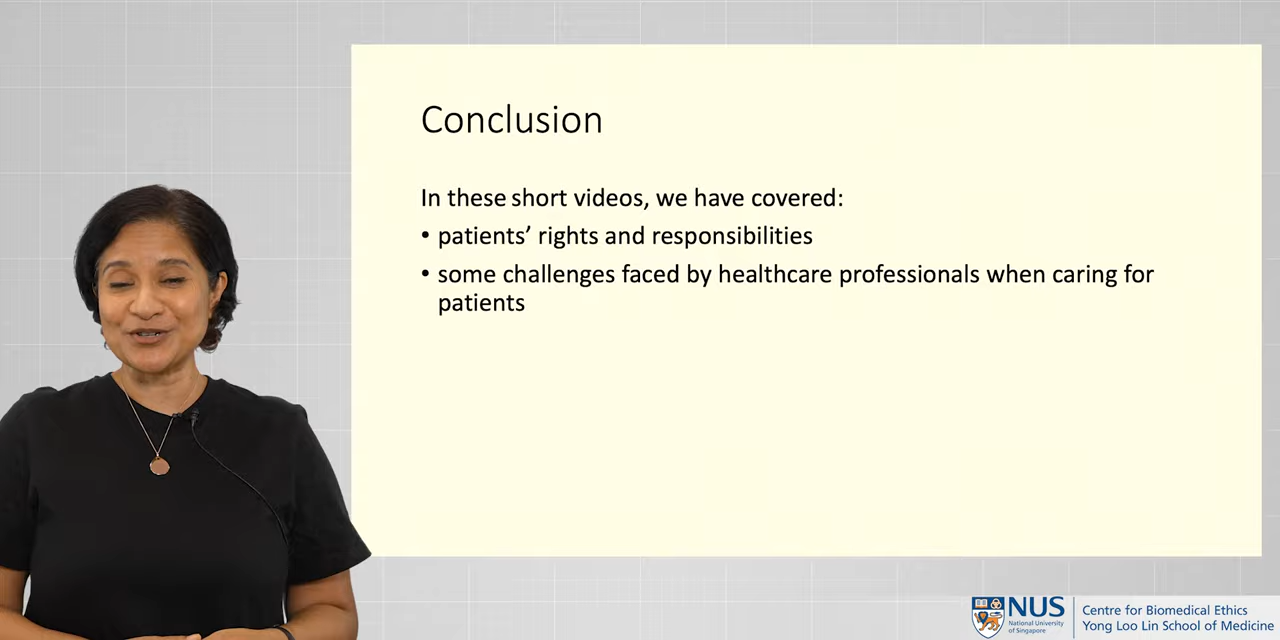 Conclusion
In these short videos, we have covered:
• patients’ rights and responsibilities
• some challenges faced by healthcare professionals when caring for
patients
NUS
National University
of Singapore
Centre for Biomedical Ethics
Yong Loo Lin School of Medicine